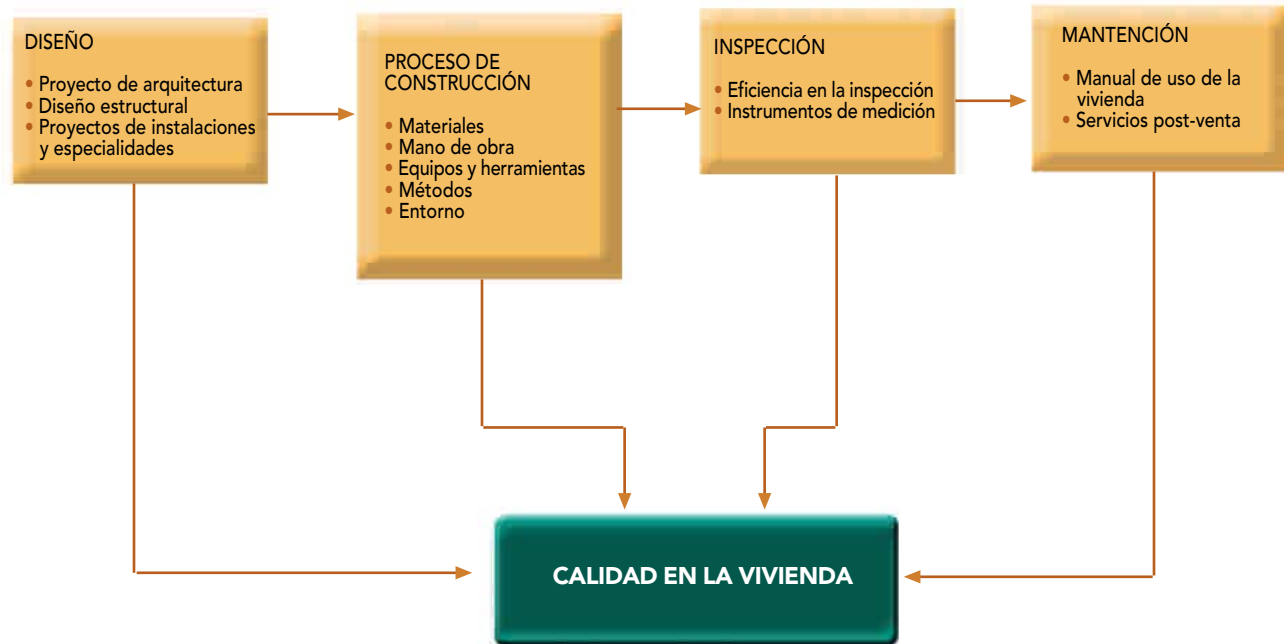 DISEÑO
• Proyecto de arquitectura
• Diseño estructural
• Proyectos de instalaciones
y especialidades
PROCESO DE
CONSTRUCCIÓN
• Materiales
• Mano de obra
• Equipos y herramientas
• Métodos
• Entorno
INSPECCIÓN
• Eficiencia en la inspección
• Instrumentos de medición
MANTENCIÓN
• Manual de uso de la
vivienda
• Servicios post-venta
CALIDAD EN LA VIVIENDA